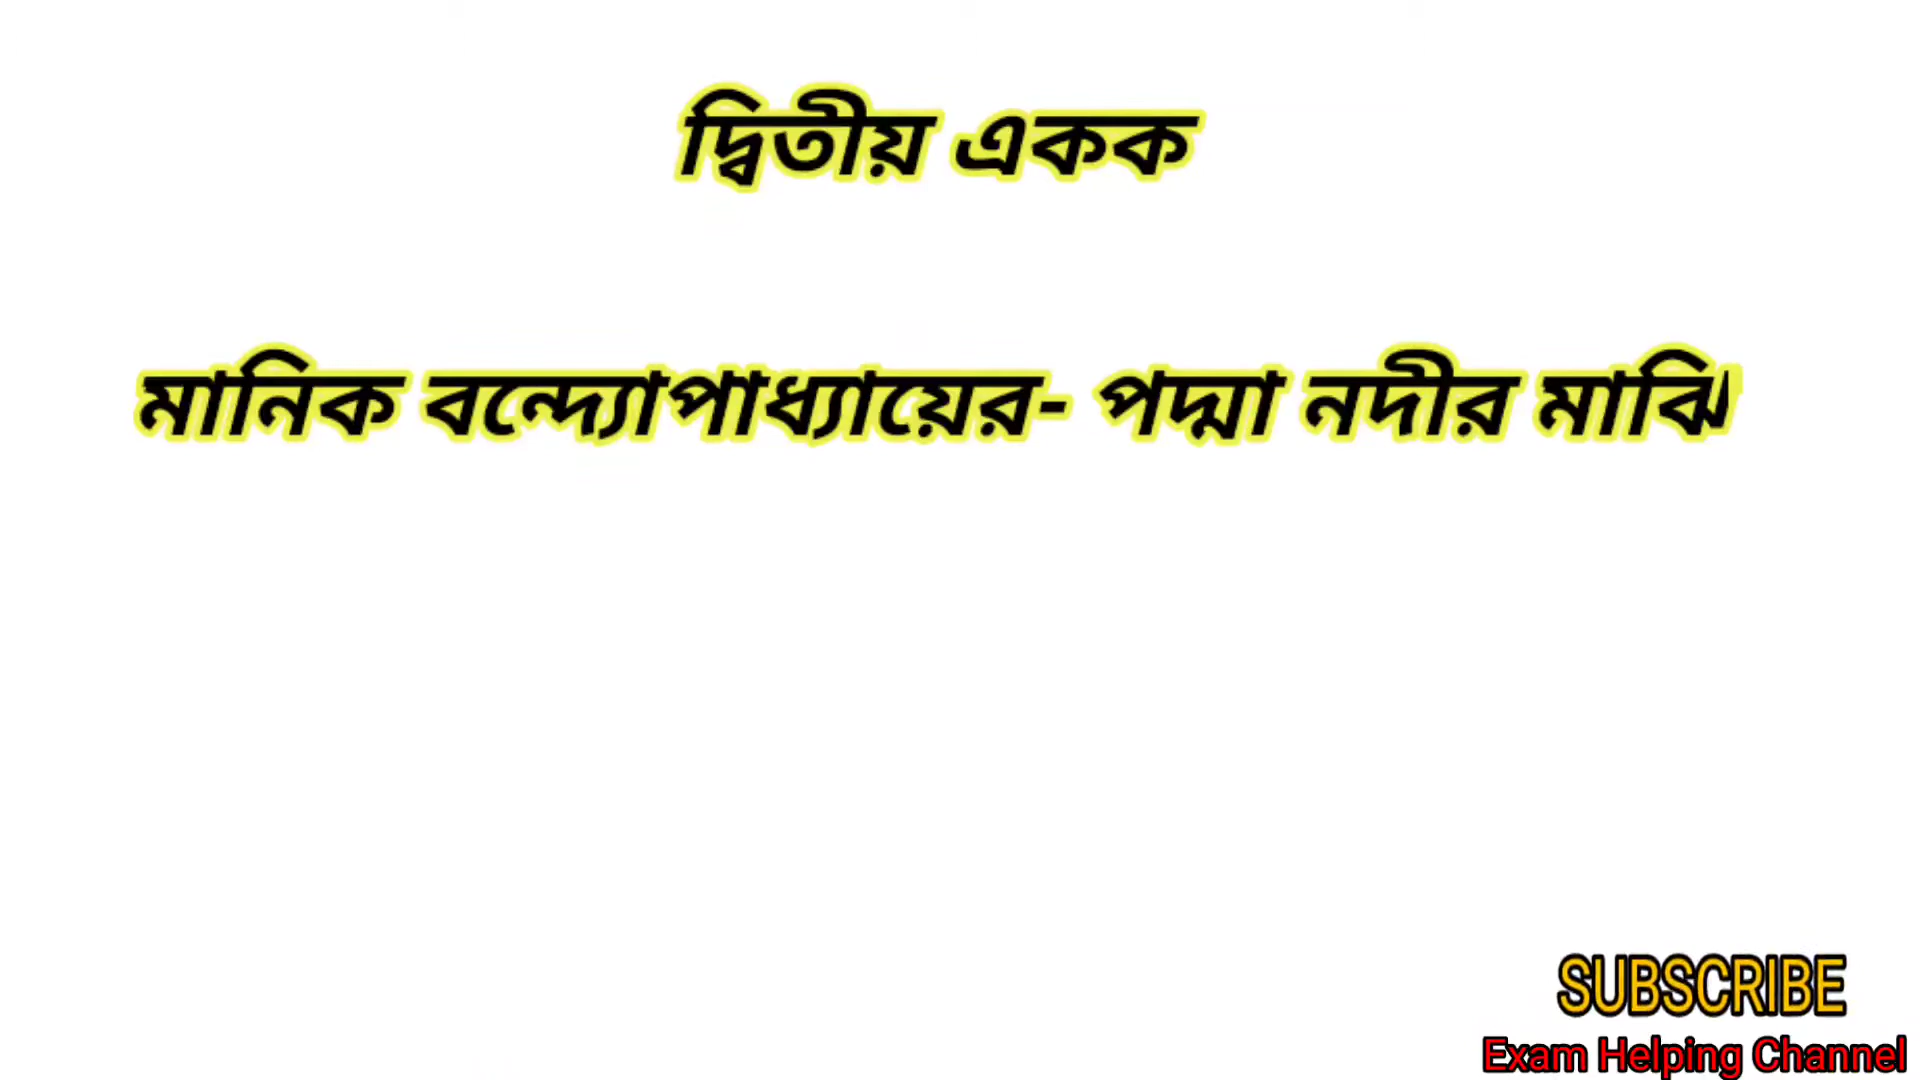 দ্বিতীয় একক
মানিক বন্দ্যোপাধ্যায়ের- পদ্মা নদীর মাঝি
SUBSCRIBE
Exam Helping Channel